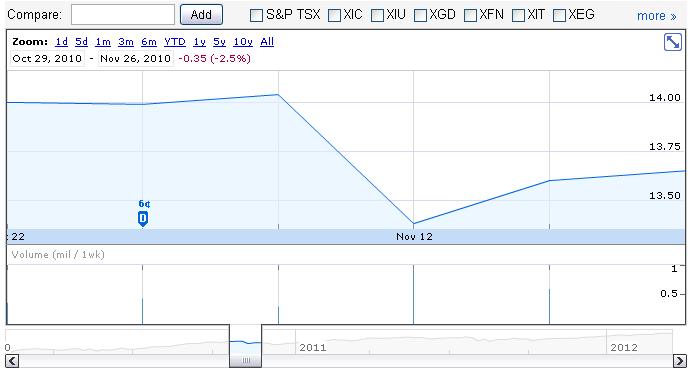 Compare: Add S&P TSX XIC XIU XGD XFN XIT XEG more »
Zoom: 1d 5d 1m 3m 6m YTD 1y 5y 10y All
Oct 29, 2010 - Nov 26, 2010 -0.35 (-2.5%)
14.00
13.75
13.50
6¢
D
: 22 Nov 12
Volume (mil / 1wk)
1
0.5
0 2011 2012